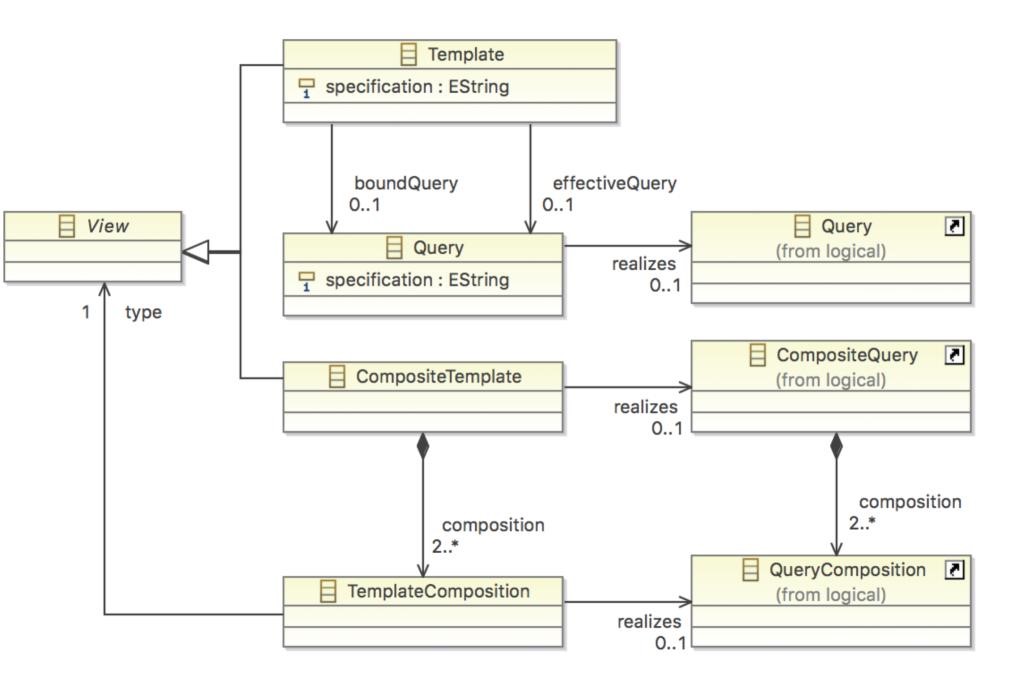 Template
1 specification : EString
boundQuery
0..1
effectiveQuery
0..1
View
Query
1 specification : EString
realizes
0..1
Query
(from logical)
1 type
CompositeTemplate
realizes
0..1
CompositeQuery
(from logical)
composition
2..*
composition
2..*
TemplateComposition
realizes
0..1
QueryComposition
(from logical)